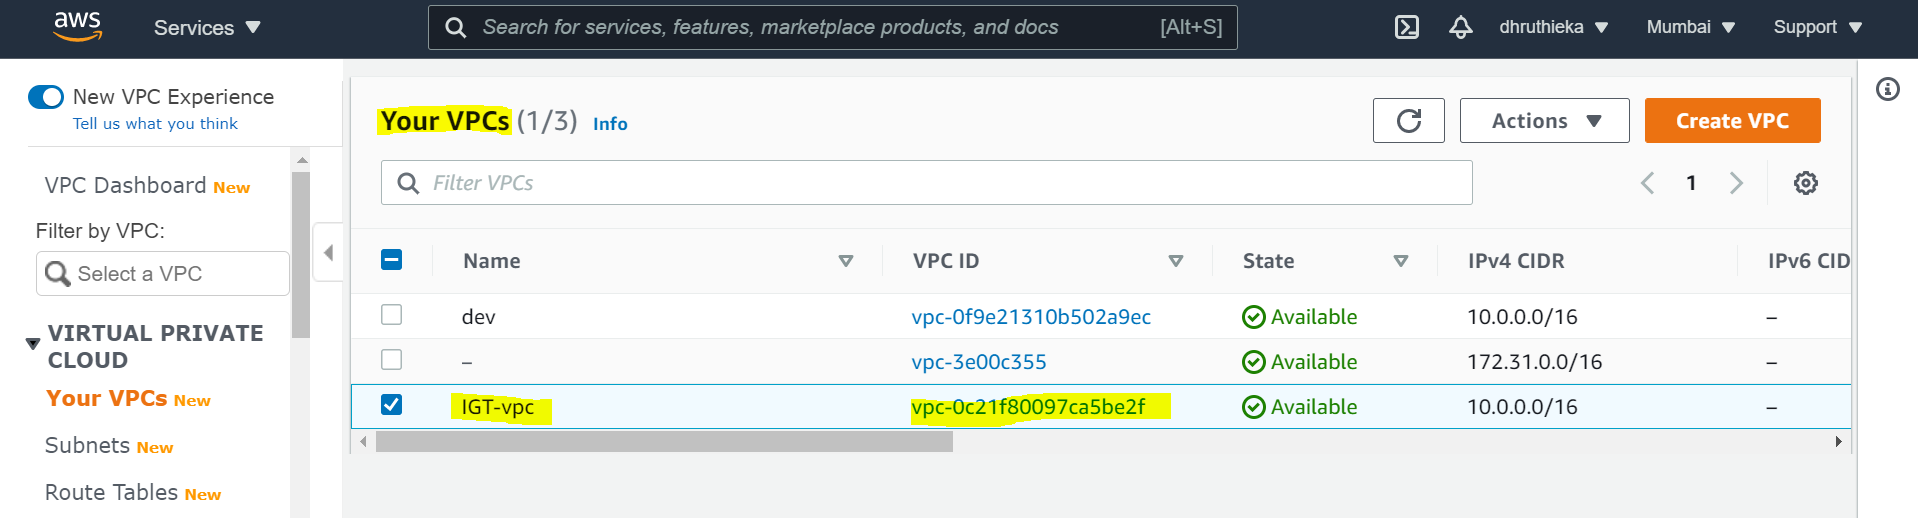 aws Services Search for services, features, marketplace products, and docs [Alt+S] dhruthieka Mumbai Support
New VPC Experience
Tell us what you think
VPC Dashboard New
Filter by VPC:
Select a VPC
VIRTUAL PRIVATE
CLOUD
Your VPCs New
Subnets New
Route Tables New
Your VPCs (1/3) Info Actions Create VPC
Filter VPCs 1
Name VPC ID State IPv4 CIDR IPv6 CID
dev vpc-0f9e21310b502a9ec Available 10.0.0.0/16 –
– vpc-3e00c355 Available 172.31.0.0/16 –
IGT-vpc vpc-0c21f80097ca5be2f Available 10.0.0.0/16 –